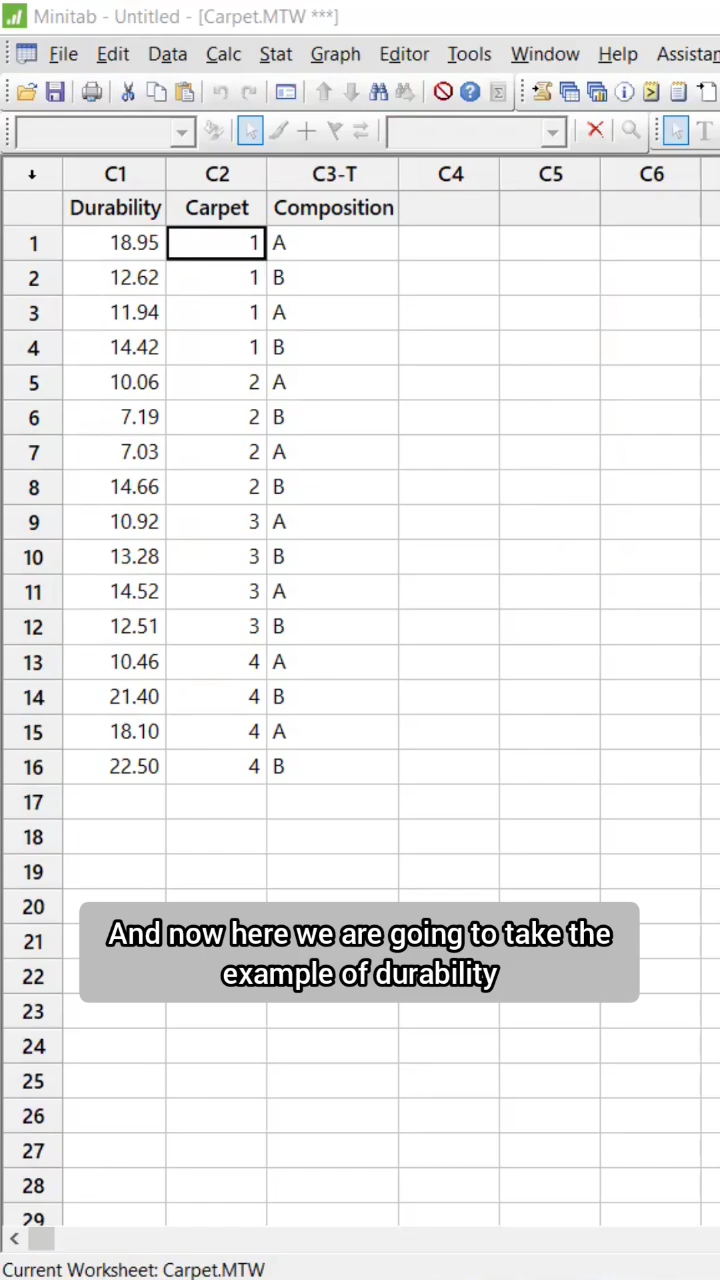 Minitab - Untitled - [Carpet.MTW ***]
File Edit Data Calc Stat Graph Editor Tools Window Help Assistan
↓ C1 C2 C3-T C4 C5 C6
Durability Carpet Composition
1 18.95 1 A
2 12.62 1 B
3 11.94 1 A
4 14.42 1 B
5 10.06 2 A
6 7.19 2 B
7 7.03 2 A
8 14.66 2 B
9 10.92 3 A
10 13.28 3 B
11 14.52 3 A
12 12.51 3 B
13 10.46 4 A
14 21.40 4 B
15 18.10 4 A
16 22.50 4 B
17
18
19
20
21
22
23
24
25
26
27
28
29
And now here we are going to take the
example of durability
Current Worksheet: Carpet.MTW